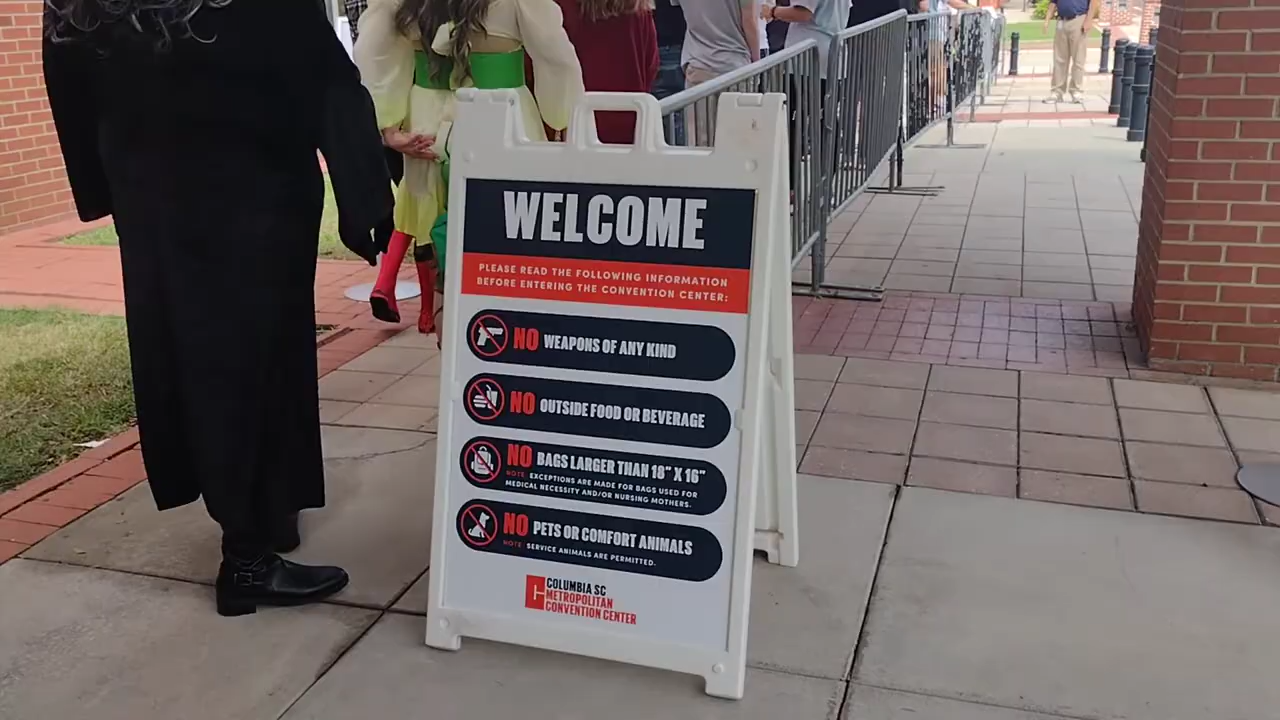 WELCOME
PLEASE READ THE FOLLOWING INFORMATION
BEFORE ENTERING THE CONVENTION CENTER:
NO WEAPONS OF ANY KIND
NO OUTSIDE FOOD OR BEVERAGE
NO BAGS LARGER THAN 18" X 16"
NOTE: EXCEPTIONS ARE MADE FOR BAGS USED FOR
MEDICAL NECESSITY AND/OR NURSING MOTHERS.
NO PETS OR COMFORT ANIMALS
NOTE: SERVICE ANIMALS ARE PERMITTED.
COLUMBIA SC
METROPOLITAN
CONVENTION CENTER